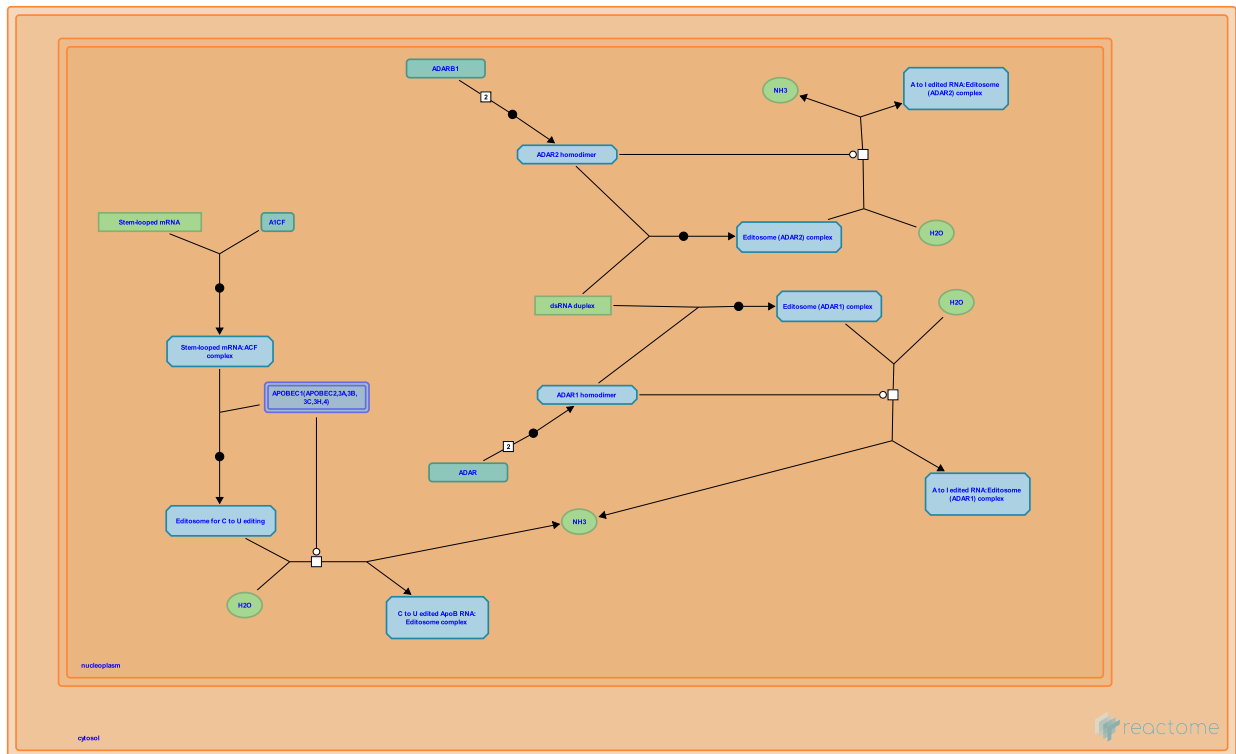 ADARB1
2
NH3
A to I edited RNA:Editosome
(ADAR2) complex
ADAR2 homodimer
Stem-looped mRNA
A1CF
Editosome (ADAR2) complex
H2O
dsRNA duplex
Editosome (ADAR1) complex
H2O
Stem-looped mRNA:ACF
complex
APOBEC1(APOBEC2,3A,3B,
3C,3H,4)
ADAR1 homodimer
2
ADAR
A to I edited RNA:Editosome
(ADAR1) complex
Editosome for C to U editing
NH3
H2O
C to U edited ApoB RNA:
Editosome complex
nucleoplasm
cytosol
reactome